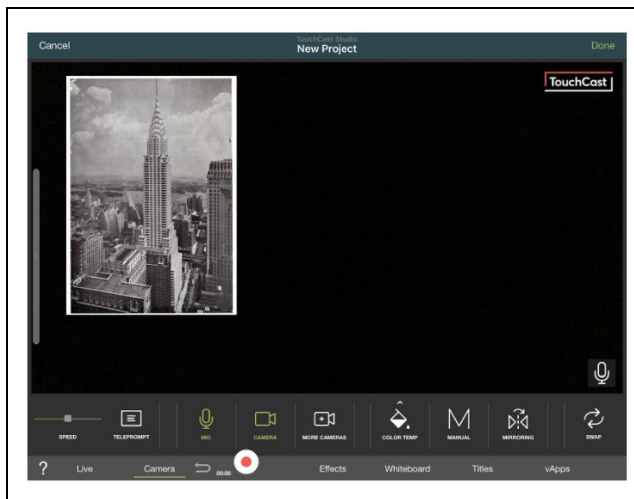 TouchCast Studio
Cancel New Project Done
TouchCast
SPEED TELEPROMPT MIC CAMERA MORE CAMERAS COLOR TEMP MANUAL MIRRORING SWAP
? Live Camera 00:00 Effects Whiteboard Titles vApps